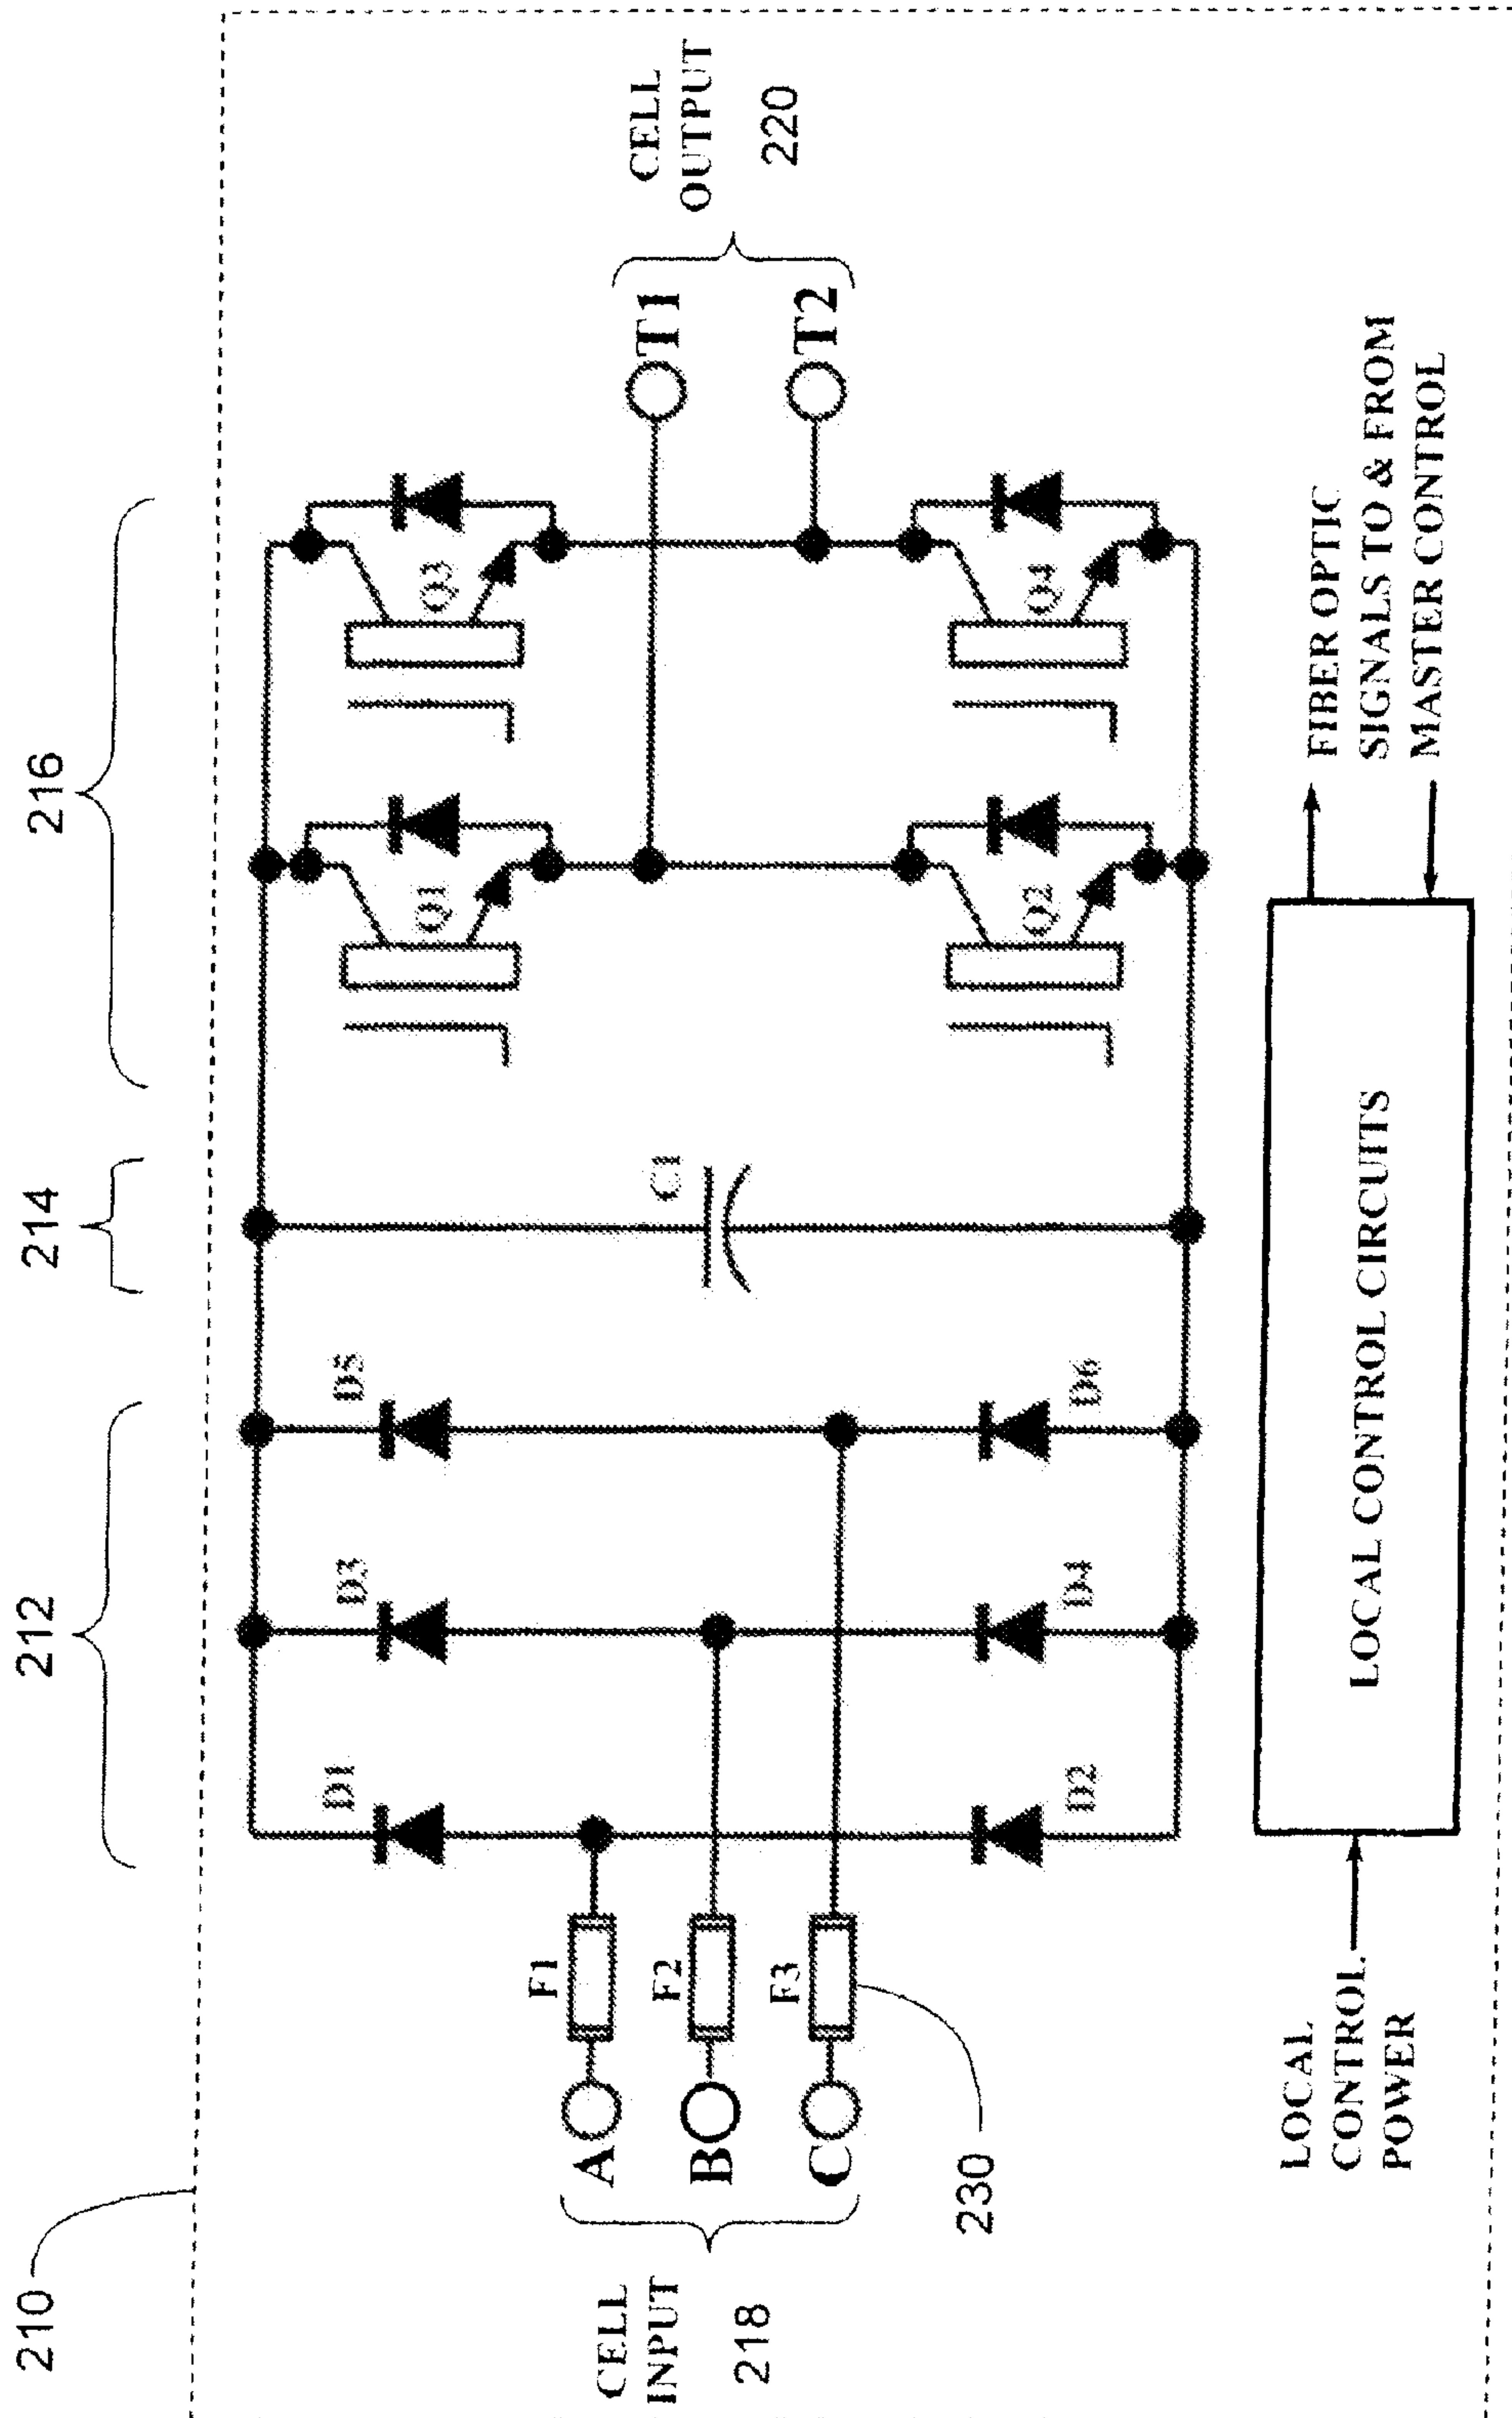 210
212
214
216
CELL
INPUT
218
A
B
C
F1
F2
F3
230
D1
D3
D5
D2
D4
D6
C1
Q1
Q3
Q2
Q4
T1
T2
CELL
OUTPUT
220
LOCAL
CONTROL
POWER
LOCAL CONTROL CIRCUITS
FIBER OPTIC
SIGNALS TO & FROM
MASTER CONTROL